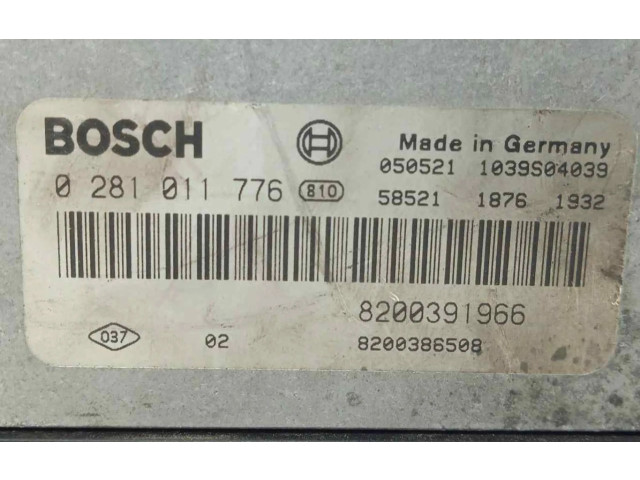 BOSCH
Made in Germany
050521 1039S04039
0 281 011 776 810
58521 1876 1932
8200391966
037 02 8200386508